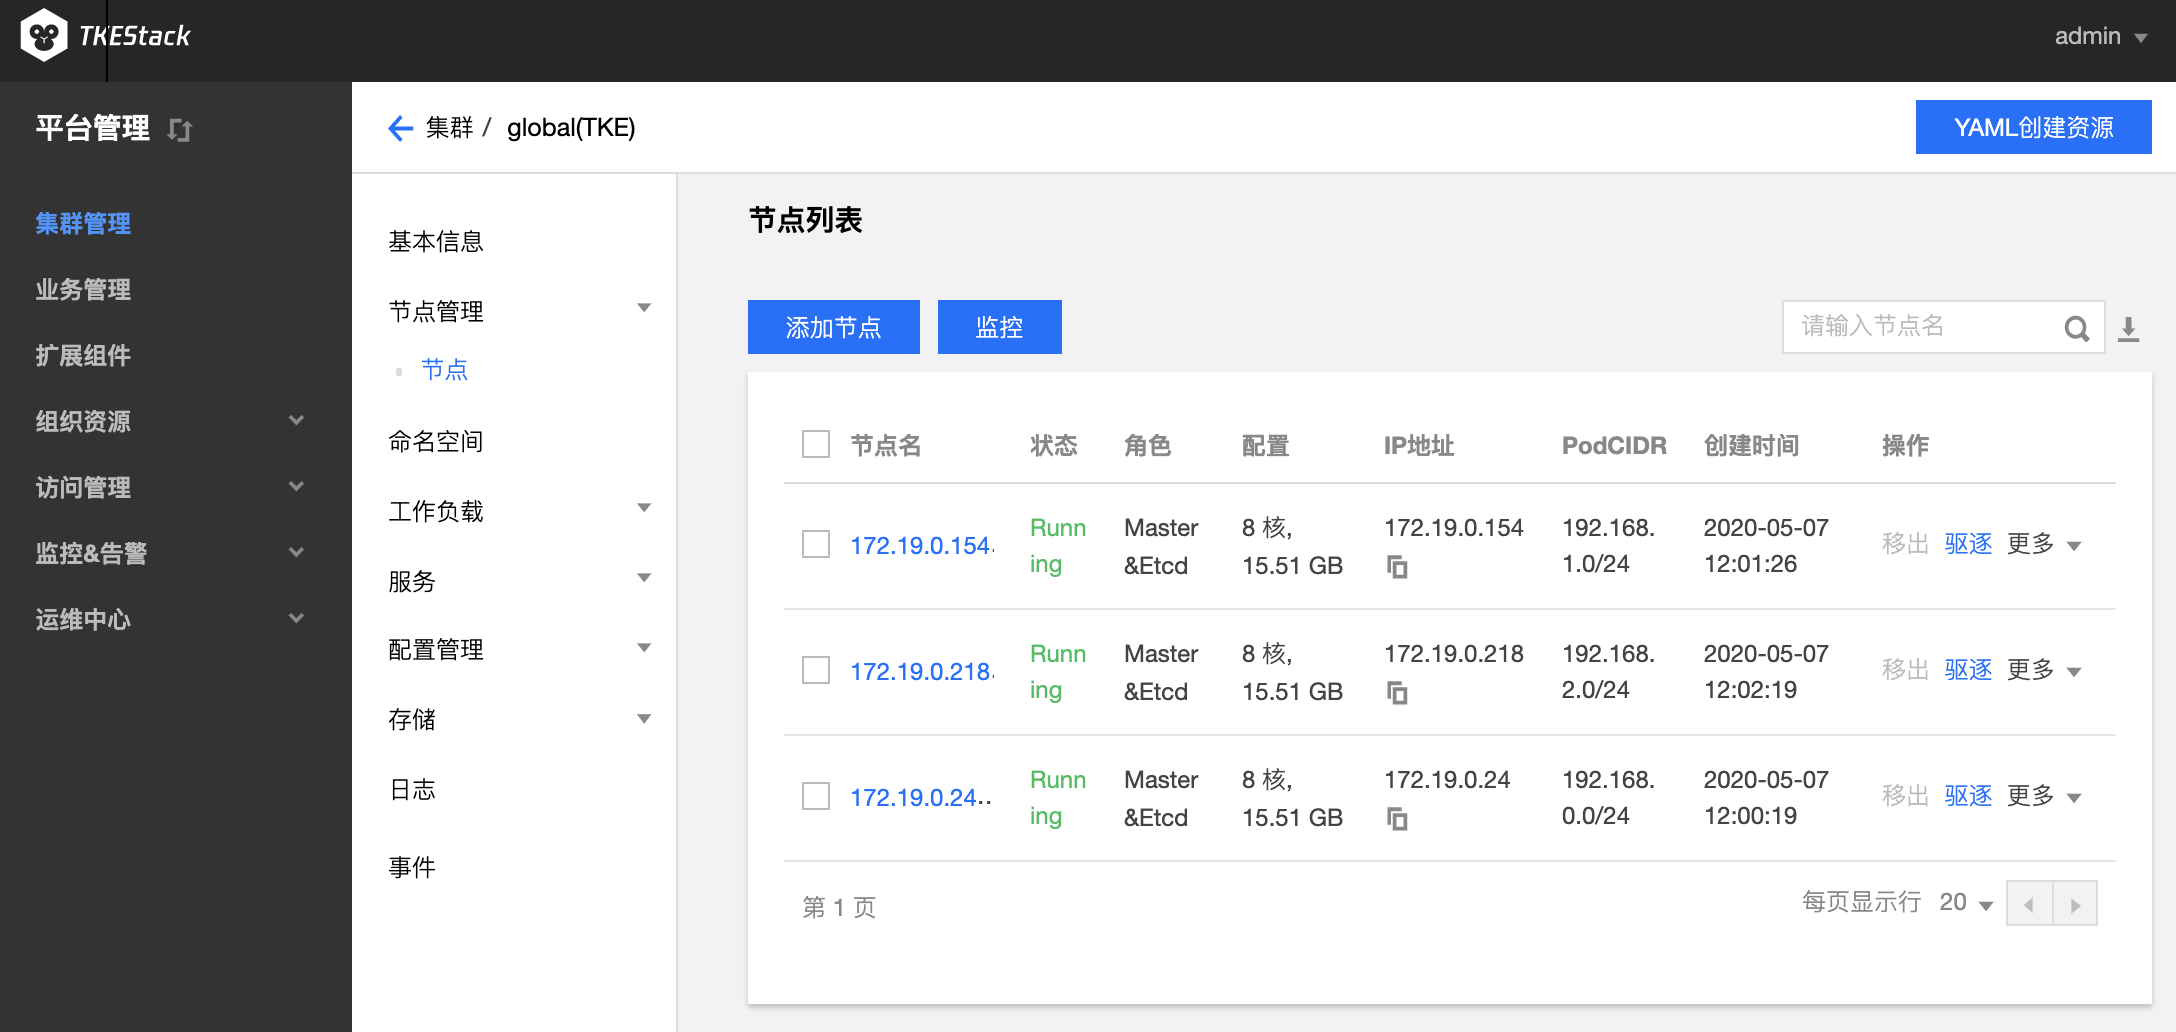 TKEStack
admin
平台管理
集群管理
业务管理
扩展组件
组织资源
访问管理
监控&告警
运维中心
集群 / global(TKE)
YAML创建资源
基本信息
节点管理
节点
命名空间
工作负载
服务
配置管理
存储
日志
事件
节点列表
添加节点 监控
请输入节点名
节点名 状态 角色 配置 IP地址 PodCIDR 创建时间 操作
172.19.0.154. Runn Master 8 核, 172.19.0.154 192.168. 2020-05-07 移出 驱逐 更多
ing &Etcd 15.51 GB 1.0/24 12:01:26
172.19.0.218. Runn Master 8 核, 172.19.0.218 192.168. 2020-05-07 移出 驱逐 更多
ing &Etcd 15.51 GB 2.0/24 12:02:19
172.19.0.24.. Runn Master 8 核, 172.19.0.24 192.168. 2020-05-07 移出 驱逐 更多
ing &Etcd 15.51 GB 0.0/24 12:00:19
第 1 页
每页显示行 20